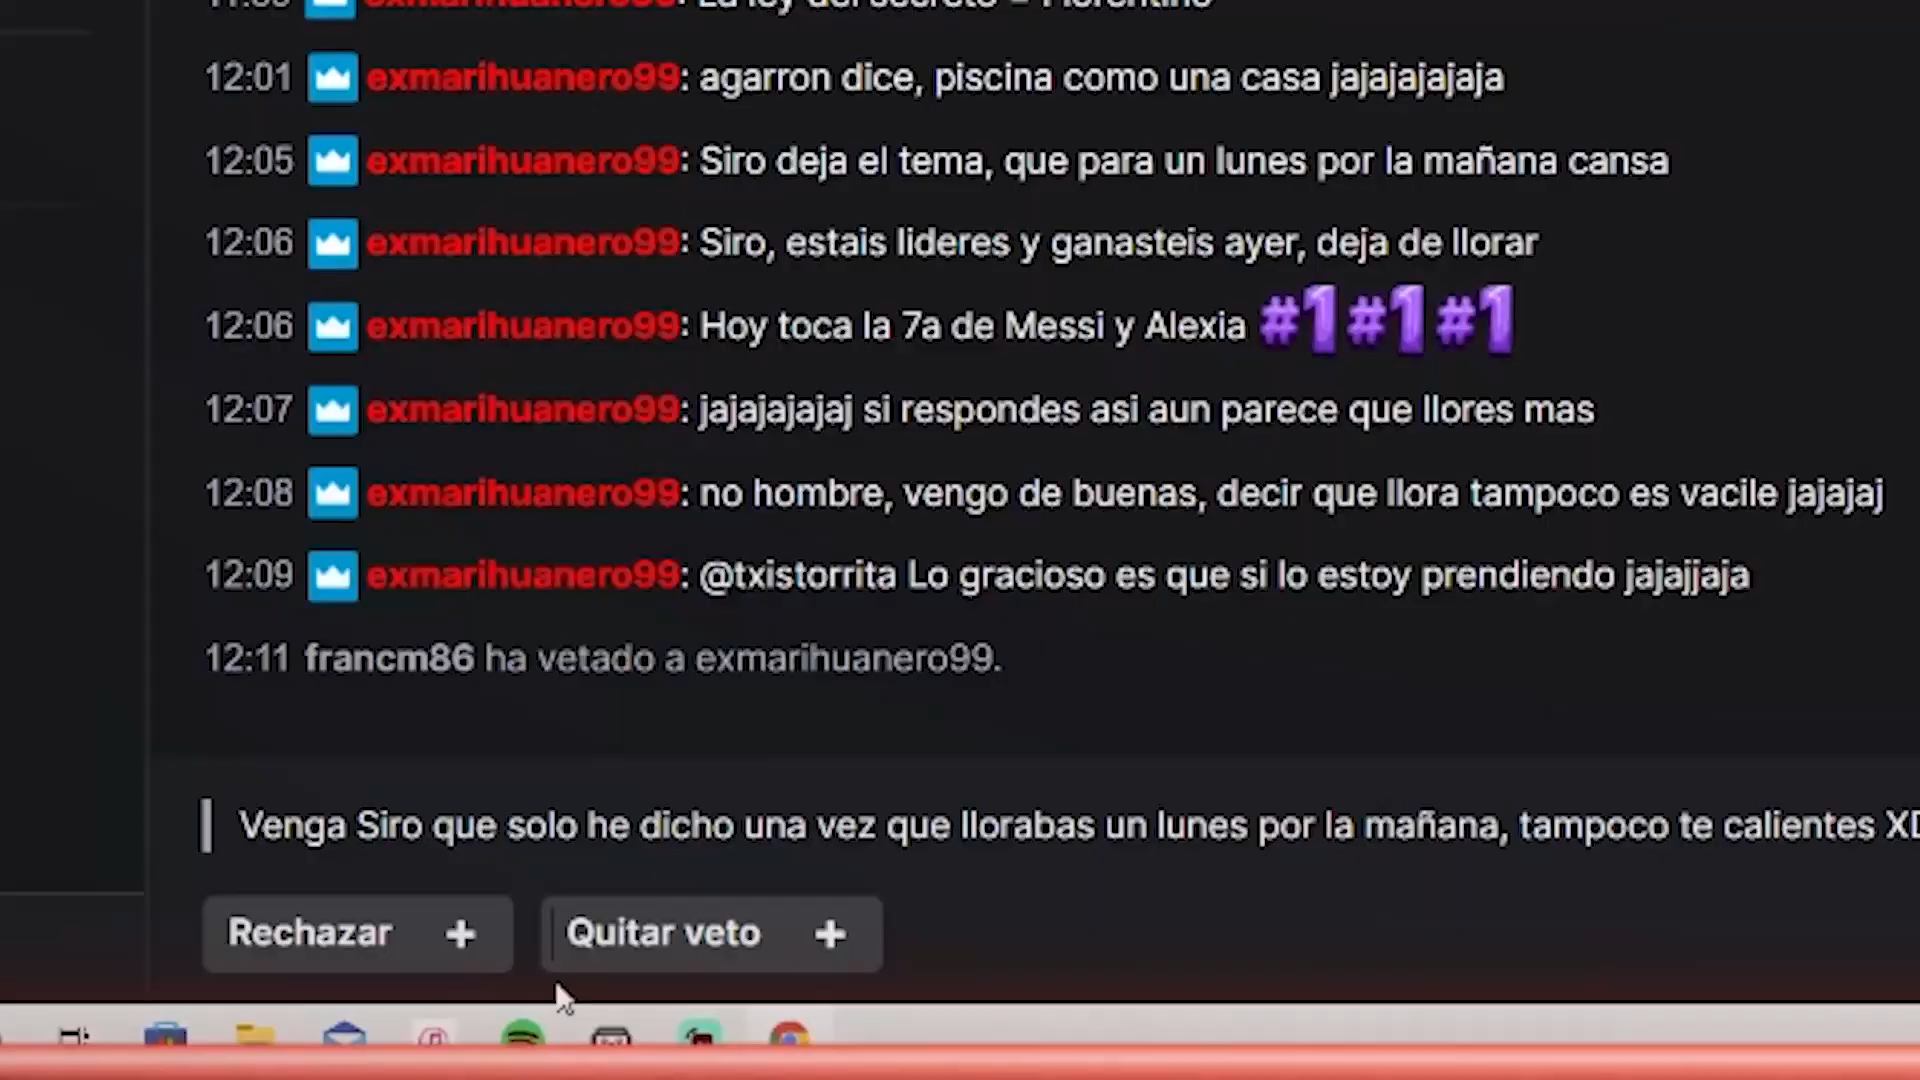 exmarihuanero99: La ley del secreto = Florentino
12:01 exmarihuanero99: agarron dice, piscina como una casa jajajajajaja
12:05 exmarihuanero99: Siro deja el tema, que para un lunes por la mañana cansa
12:06 exmarihuanero99: Siro, estais lideres y ganasteis ayer, deja de llorar
12:06 exmarihuanero99: Hoy toca la 7a de Messi y Alexia #1 #1 #1
12:07 exmarihuanero99: jajajajajaj si respondes asi aun parece que llores mas
12:08 exmarihuanero99: no hombre, vengo de buenas, decir que llora tampoco es vacile jajajaj
12:09 exmarihuanero99: @txistorrita Lo gracioso es que si lo estoy prendiendo jajajjaja
12:11 francm86 ha vetado a exmarihuanero99.
Venga Siro que solo he dicho una vez que llorabas un lunes por la mañana, tampoco te calientes
Rechazar +
Quitar veto +